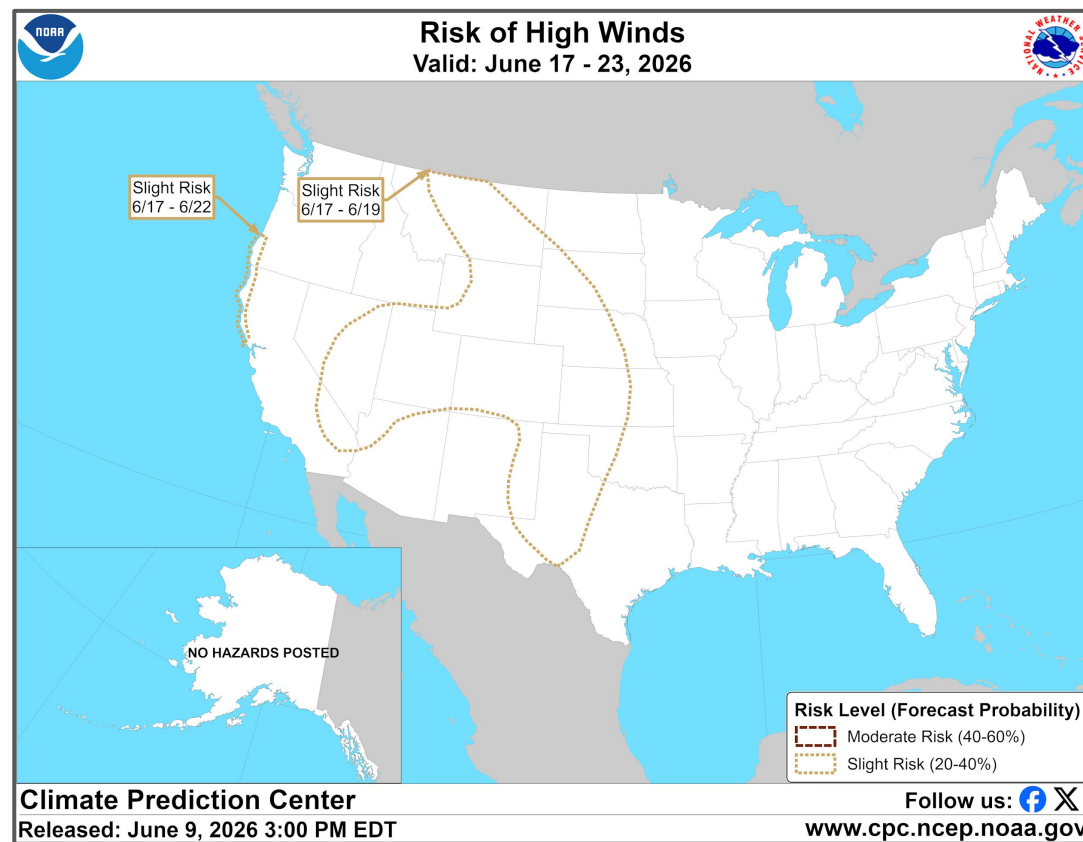 NOAA
Risk of High Winds
Valid: June 17 - 23, 2026
NATIONAL WEATHER SERVICE
Slight Risk
6/17 - 6/22
Slight Risk
6/17 - 6/19
NO HAZARDS POSTED
Risk Level (Forecast Probability)
Moderate Risk (40-60%)
Slight Risk (20-40%)
Climate Prediction Center
Follow us:
Released: June 9, 2026 3:00 PM EDT
www.cpc.ncep.noaa.gov